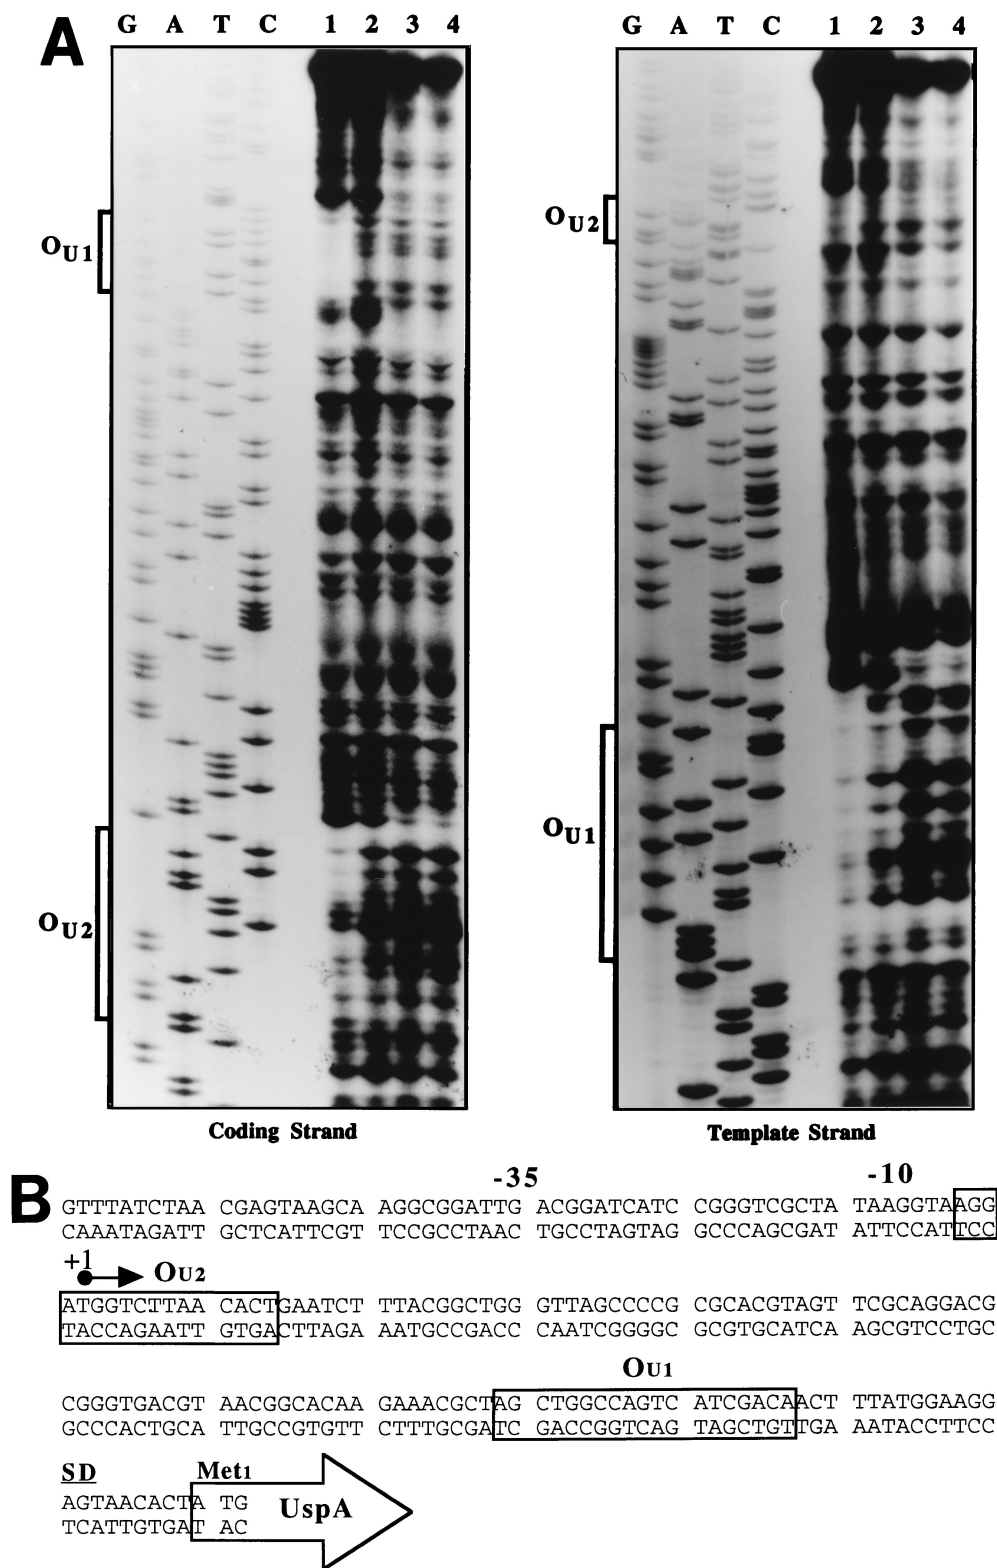 A
G A T C 1 2 3 4
G A T C 1 2 3 4
OU1
OU2
OU2
OU1
Coding Strand
Template Strand
B
-35
-10
GTTTATCTAA CGAGTAAGCA AGGCGGATTG ACGGATCATC CGGGTCGCTA TAAGGTAAGG
CAAATAGATT GCTCATTCGT TCCGCCTAAC TGCCTAGTAG GCCCAGCGAT ATTCCATTCC
+1
OU2
ATGGTCTTAA CACTGAATCT TTACGGCTGG GTTAGCCCCG CGCACGTAGT TCGCAGGACG
TACCAGAATT GTGACTTAGA AATGCCGACC CAATCGGGGC GCGTGCATCA AGCGTCCTGC
OU1
CGGGTGACGT AACGGCACAA GAAACGCTAG CTGGCCAGTC ATCGACAACT TTATGGAAGG
GCCCACTGCA TTGCCGTGTT CTTTGCGATC GACCGGTCAG TAGCTGTTGA AATACCTTCC
SD
Met1
AGTAACACTA TG
TCATTGTGAT AC
UspA